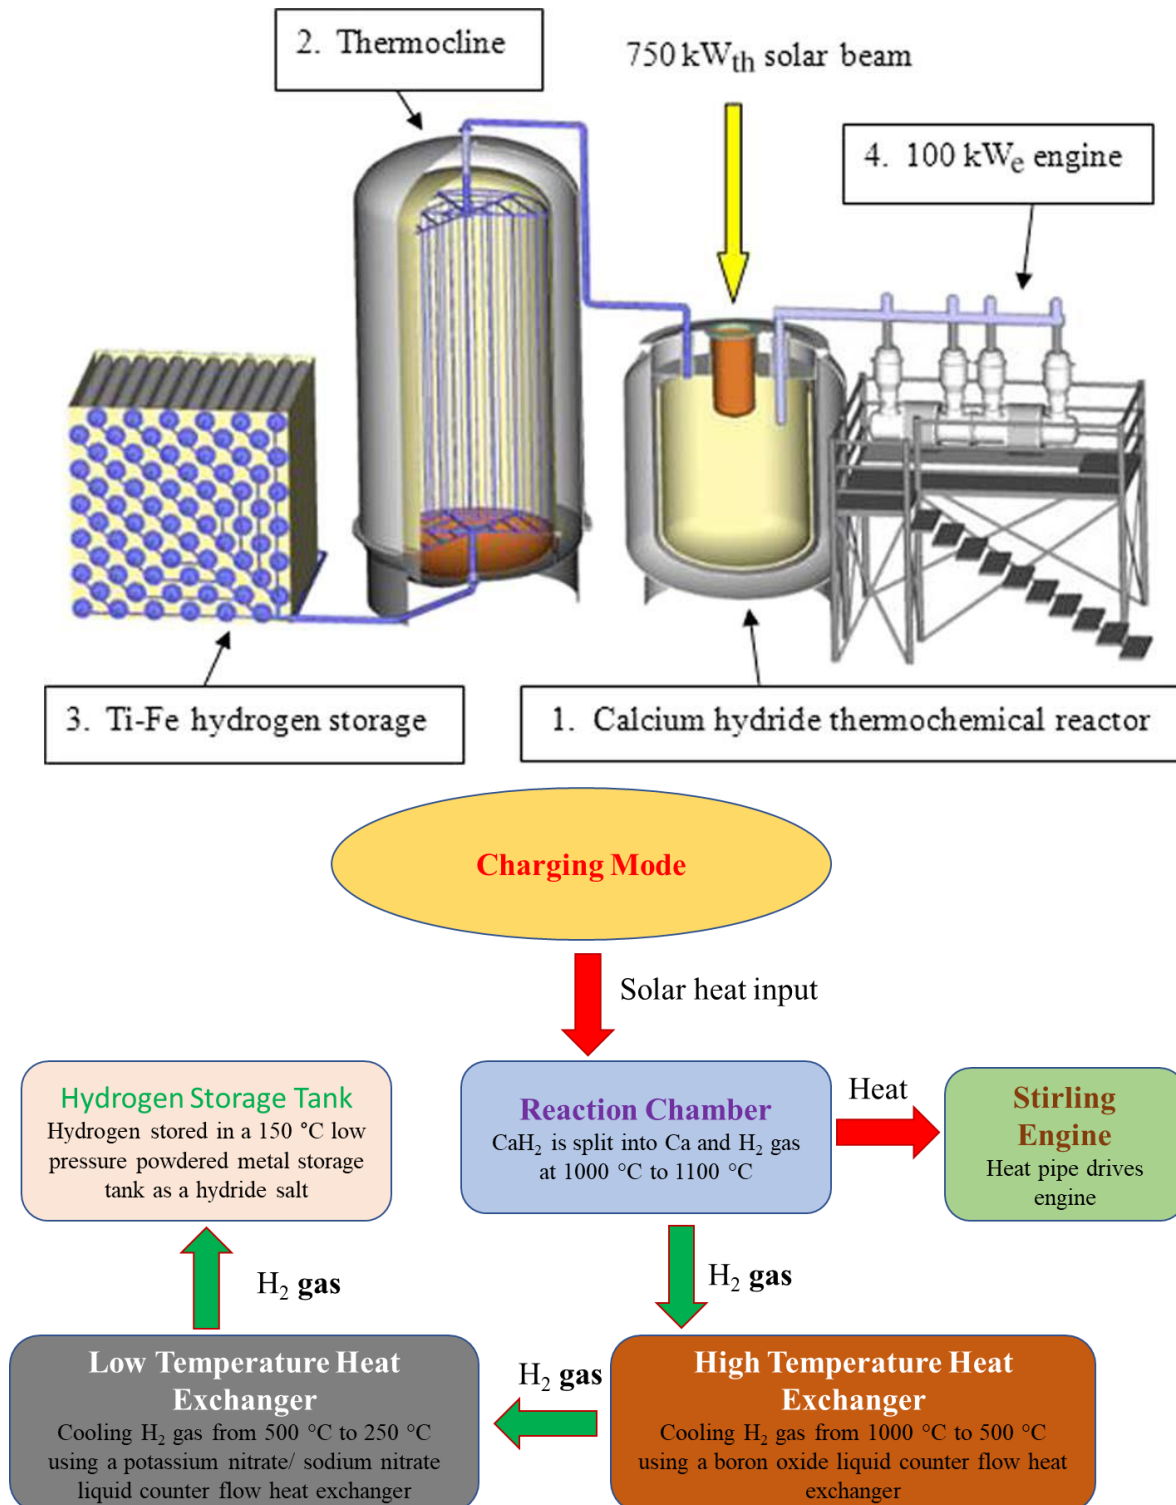 2. Thermocline
750 kWth solar beam
4. 100 kWe engine
3. Ti-Fe hydrogen storage
1. Calcium hydride thermochemical reactor
Charging Mode
Solar heat input
Hydrogen Storage Tank
Hydrogen stored in a 150 °C low
pressure powdered metal storage
tank as a hydride salt
Reaction Chamber
CaH2 is split into Ca and H2 gas
at 1000 °C to 1100 °C
Heat
Stirling
Engine
Heat pipe drives
engine
H2 gas
H2 gas
Low Temperature Heat
Exchanger
Cooling H2 gas from 500 °C to 250 °C
using a potassium nitrate/ sodium nitrate
liquid counter flow heat exchanger
H2 gas
High Temperature Heat
Exchanger
Cooling H2 gas from 1000 °C to 500 °C
using a boron oxide liquid counter flow heat
exchanger